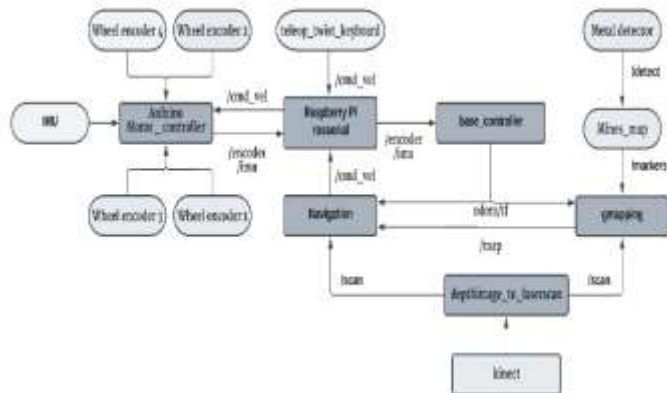 Wheel encoder 4
Wheel encoder 2
teleop_twist_keyboard
Metal detector
/cmd_vel
/detect
/cmd_vel
IMU
Arduino
Motor_controller
Raspberry Pi
rosserial
base_controller
Mines_map
/encoder
/imu
/encoder
/imu
/cmd_vel
/markers
Wheel encoder 3
Wheel encoder 1
Navigation
odom/tf
gmapping
/map
/scan
/scan
depthimage_to_laserscan
kinect